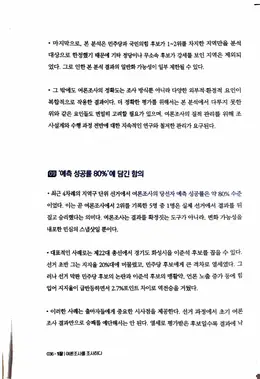 • 마지막으로, 본 분석은 민주당과 국민의힘 후보가 1~2위를 차지한 지역만을 분석
대상으로 한정했기 때문에 기타 정당이나 무소속 후보가 강세를 보인 지역은 제외되
었다. 그로 인한 본 분석 결과의 일반화 가능성이 일부 제한될 수 있다.
• 그 밖에도 여론조사의 정확도는 조사 방식뿐 아니라 다양한 외부적·환경적 요인이
복합적으로 작용한 결과이다. 더 정확한 평가를 위해서는 본 분석에서 다루지 못한
위와 같은 요인들도 면밀히 고려할 필요가 있으며, 여론조사의 질적 관리를 위해 조
사설계와 수행 과정 전반에 대한 지속적인 연구와 철저한 관리가 요구된다.
'예측 성공률 80%'에 담긴 함의
• 최근 4차례의 지역구 단위 선거에서 여론조사의 당선자 예측 성공률은 약 80% 수준
이었다. 이는 곧 여론조사에서 2위를 기록한 5명 중 1명은 실제 선거에서 결과를 뒤
집고 승리했다는 의미다. 여론조사는 결과를 확정짓는 도구가 아니라, 변화 가능성을
내포한 민심의 스냅샷일 뿐이다.
• 대표적인 사례로는 제22대 총선에서 경기도 화성시을 이준석 후보를 꼽을 수 있다.
선거 초반 그는 지지율 20%대에 머물렀고, 민주당 후보에게 큰 격차로 열세였다. 그
러나 선거 막판 민주당 후보의 논란과 이준석 후보의 맹활약, 언론 노출 증가 등에 힘
입어 지지율이 급반등하면서 2.7%포인트 차이로 역전승을 거뒀다.
• 이러한 사례는 출마자들에게 중요한 시사점을 제공한다. 선거 과정에서 초기 여론
조사 결과만으로 승패를 예단해서는 안 된다. 열세로 평가받은 후보일수록 결과에 낙
036 • 9월 | 여론조사를 조사하다